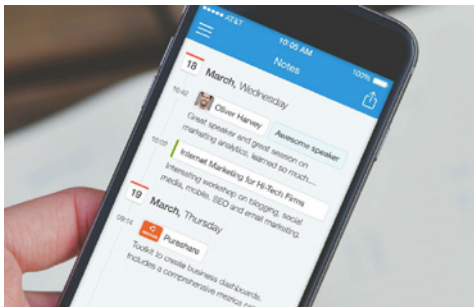 AT&T
10:05 AM
100%
Notes
18 March, Wednesday
10:42
Oliver Harvey
Awesome speaker
Great speaker and great session on
marketing analytics, learned so much...
Internet Marketing for Hi-Tech Firms
Interesting workshop on blogging, social
media, mobile, SEO and email marketing.
19 March, Thursday
09:14
Pureshare
Toolkit to create business dashboards.
Includes a comprehensive metrics